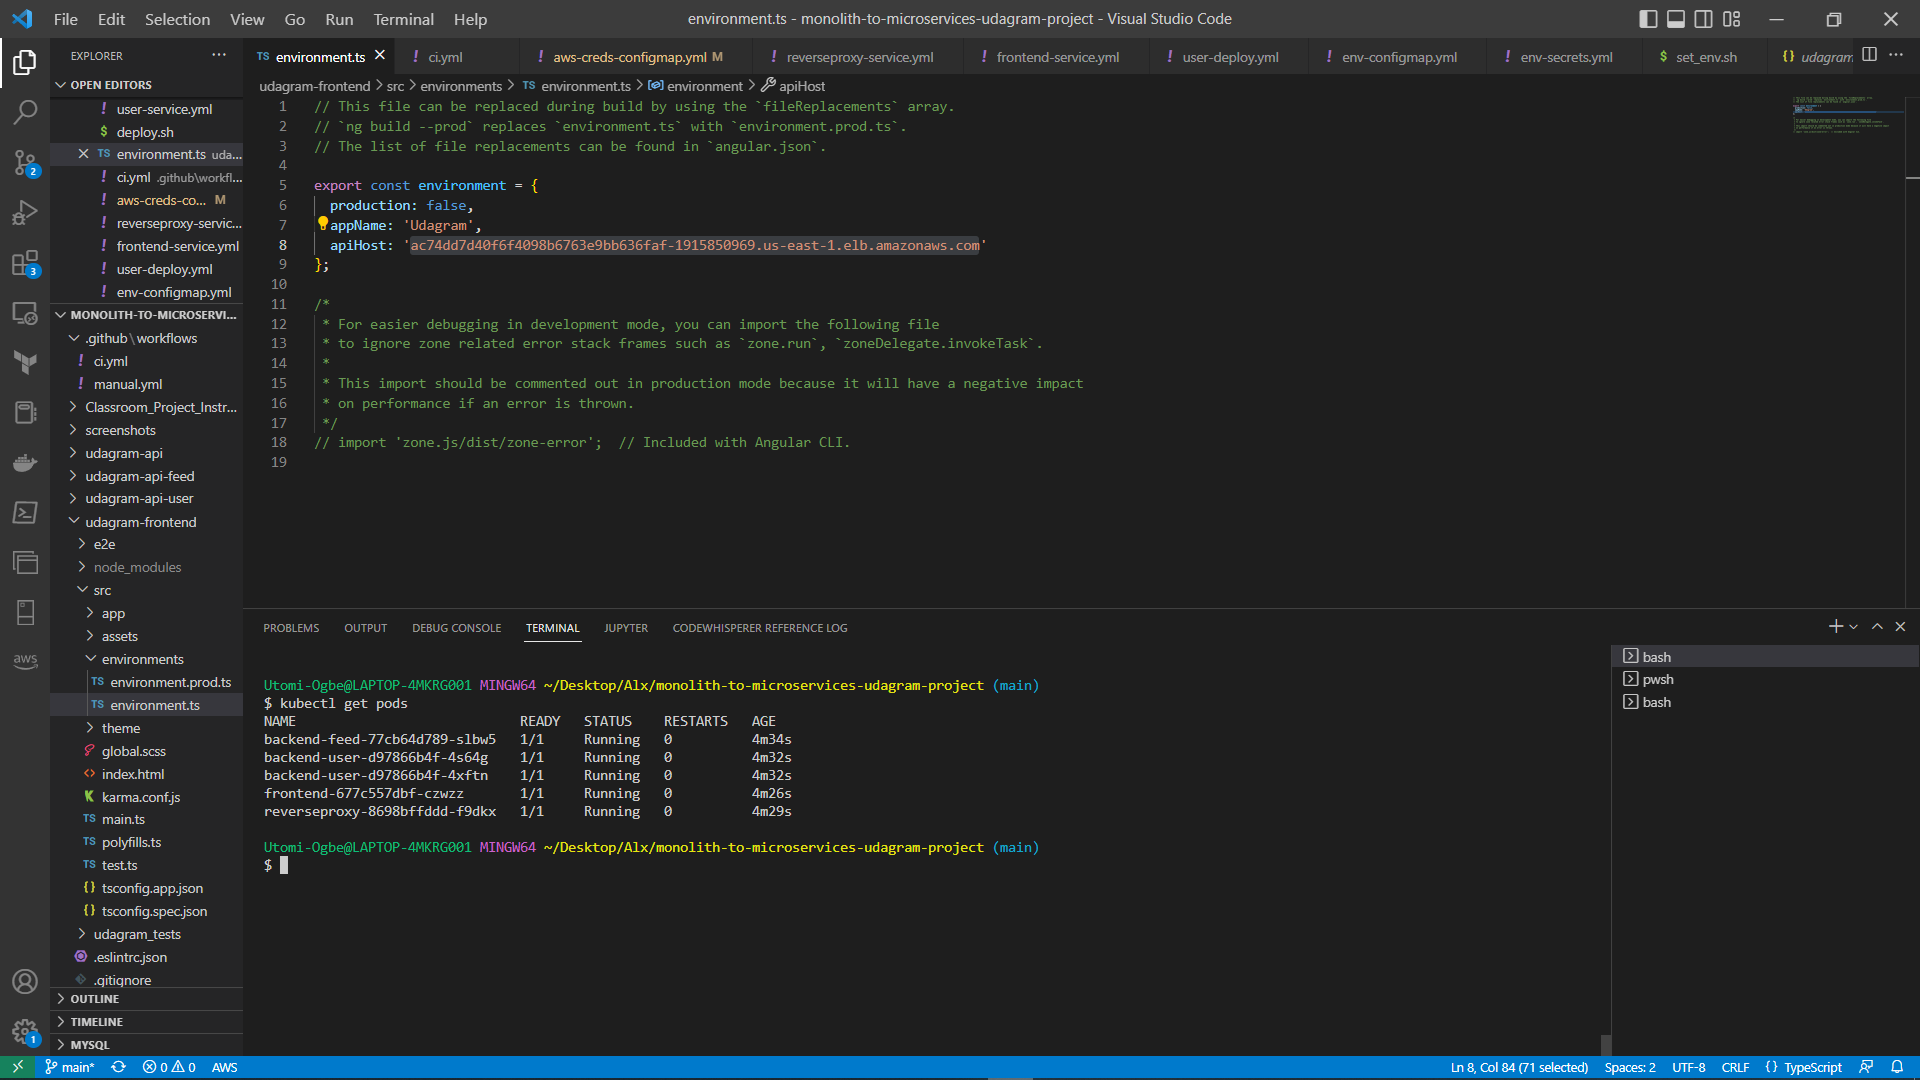 File Edit Selection View Go Run Terminal Help
environment.ts - monolith-to-microservices-udagram-project - Visual Studio Code
EXPLORER
OPEN EDITORS
user-service.yml
deploy.sh
TS environment.ts uda...
ci.yml .github\workfl...
aws-creds-co... M
reverseproxy-servic...
frontend-service.yml
user-deploy.yml
env-configmap.yml
MONOLITH-TO-MICROSERVI...
.github\workflows
ci.yml
manual.yml
Classroom_Project_Instr...
screenshots
udagram-api
udagram-api-feed
udagram-api-user
udagram-frontend
e2e
node_modules
src
app
assets
environments
TS environment.prod.ts
TS environment.ts
theme
global.scss
index.html
karma.conf.js
TS main.ts
TS polyfills.ts
TS test.ts
tsconfig.app.json
tsconfig.spec.json
udagram_tests
.eslintrc.json
.gitignore
OUTLINE
TIMELINE
MYSQL
2
3
aws
1
TS environment.ts
ci.yml
aws-creds-configmap.yml M
reverseproxy-service.yml
frontend-service.yml
user-deploy.yml
env-configmap.yml
env-secrets.yml
$ set_env.sh
{} udagram
udagram-frontend > src > environments > TS environment.ts > environment > apiHost
1 // This file can be replaced during build by using the `fileReplacements` array.
2 // `ng build --prod` replaces `environment.ts` with `environment.prod.ts`.
3 // The list of file replacements can be found in `angular.json`.
4
5 export const environment = {
6 production: false,
7 appName: 'Udagram',
8 apiHost: 'ac74dd7d40f6f4098b6763e9bb636faf-1915850969.us-east-1.elb.amazonaws.com'
9 };
10
11 /*
12 * For easier debugging in development mode, you can import the following file
13 * to ignore zone related error stack frames such as `zone.run`, `zoneDelegate.invokeTask`.
14 *
15 * This import should be commented out in production mode because it will have a negative impact
16 * on performance if an error is thrown.
17 */
18 // import 'zone.js/dist/zone-error';  // Included with Angular CLI.
19
PROBLEMS OUTPUT DEBUG CONSOLE TERMINAL JUPYTER CODEWHISPERER REFERENCE LOG
Utomi-Ogbe@LAPTOP-4MKRG001 MINGW64 ~/Desktop/Alx/monolith-to-microservices-udagram-project (main)
$ kubectl get pods
NAME READY STATUS RESTARTS AGE
backend-feed-77cb64d789-slbw5 1/1 Running 0 4m34s
backend-user-d97866b4f-4s64g 1/1 Running 0 4m32s
backend-user-d97866b4f-4xftn 1/1 Running 0 4m32s
frontend-677c557dbf-czwzz 1/1 Running 0 4m26s
reverseproxy-8698bffddd-f9dkx 1/1 Running 0 4m29s
Utomi-Ogbe@LAPTOP-4MKRG001 MINGW64 ~/Desktop/Alx/monolith-to-microservices-udagram-project (main)
$
bash
pwsh
bash
main* 0 0 AWS
Ln 8, Col 84 (71 selected) Spaces: 2 UTF-8 CRLF {} TypeScript